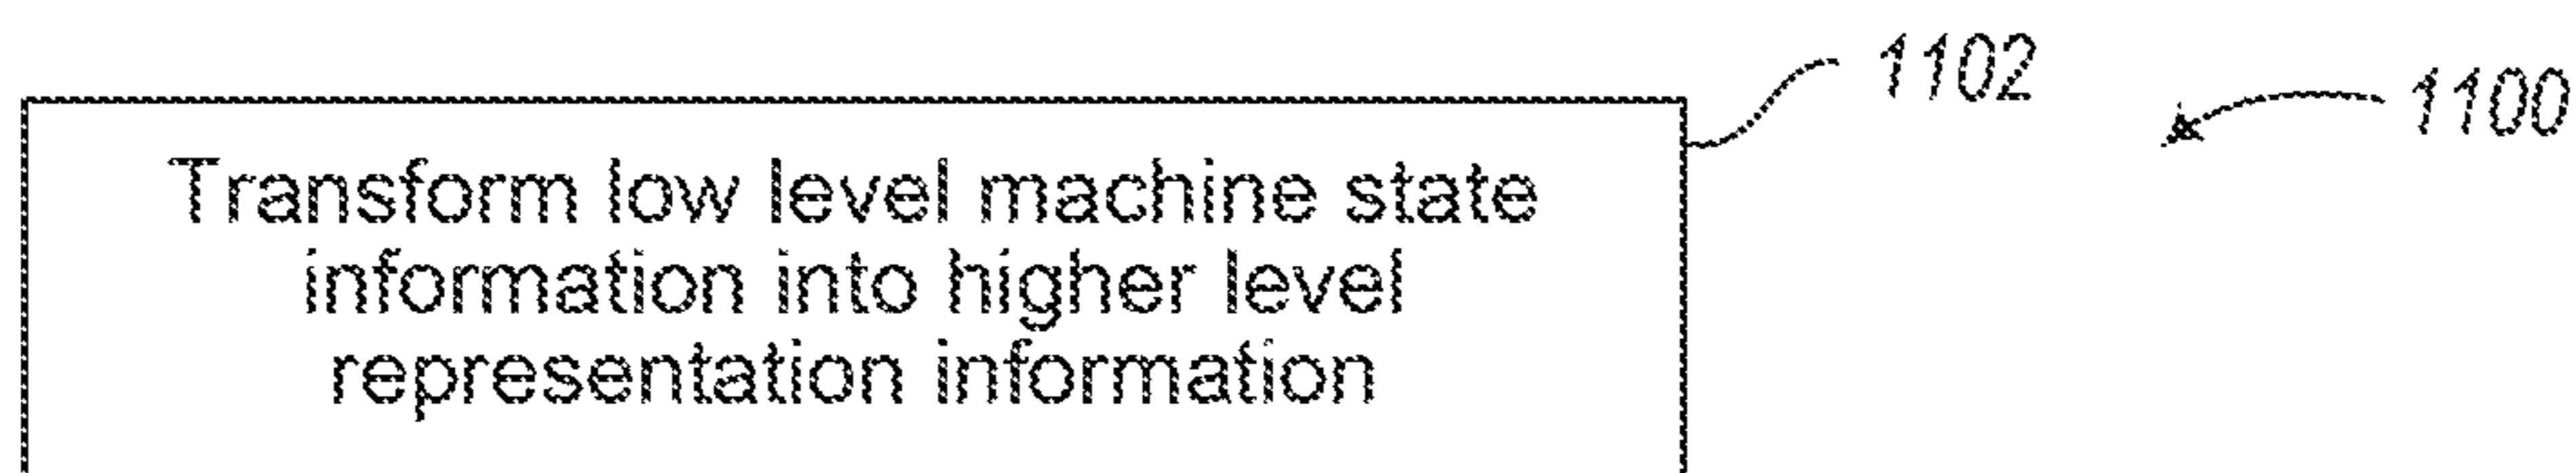 1102
1100
Transform low level machine state
information into higher level
representation information